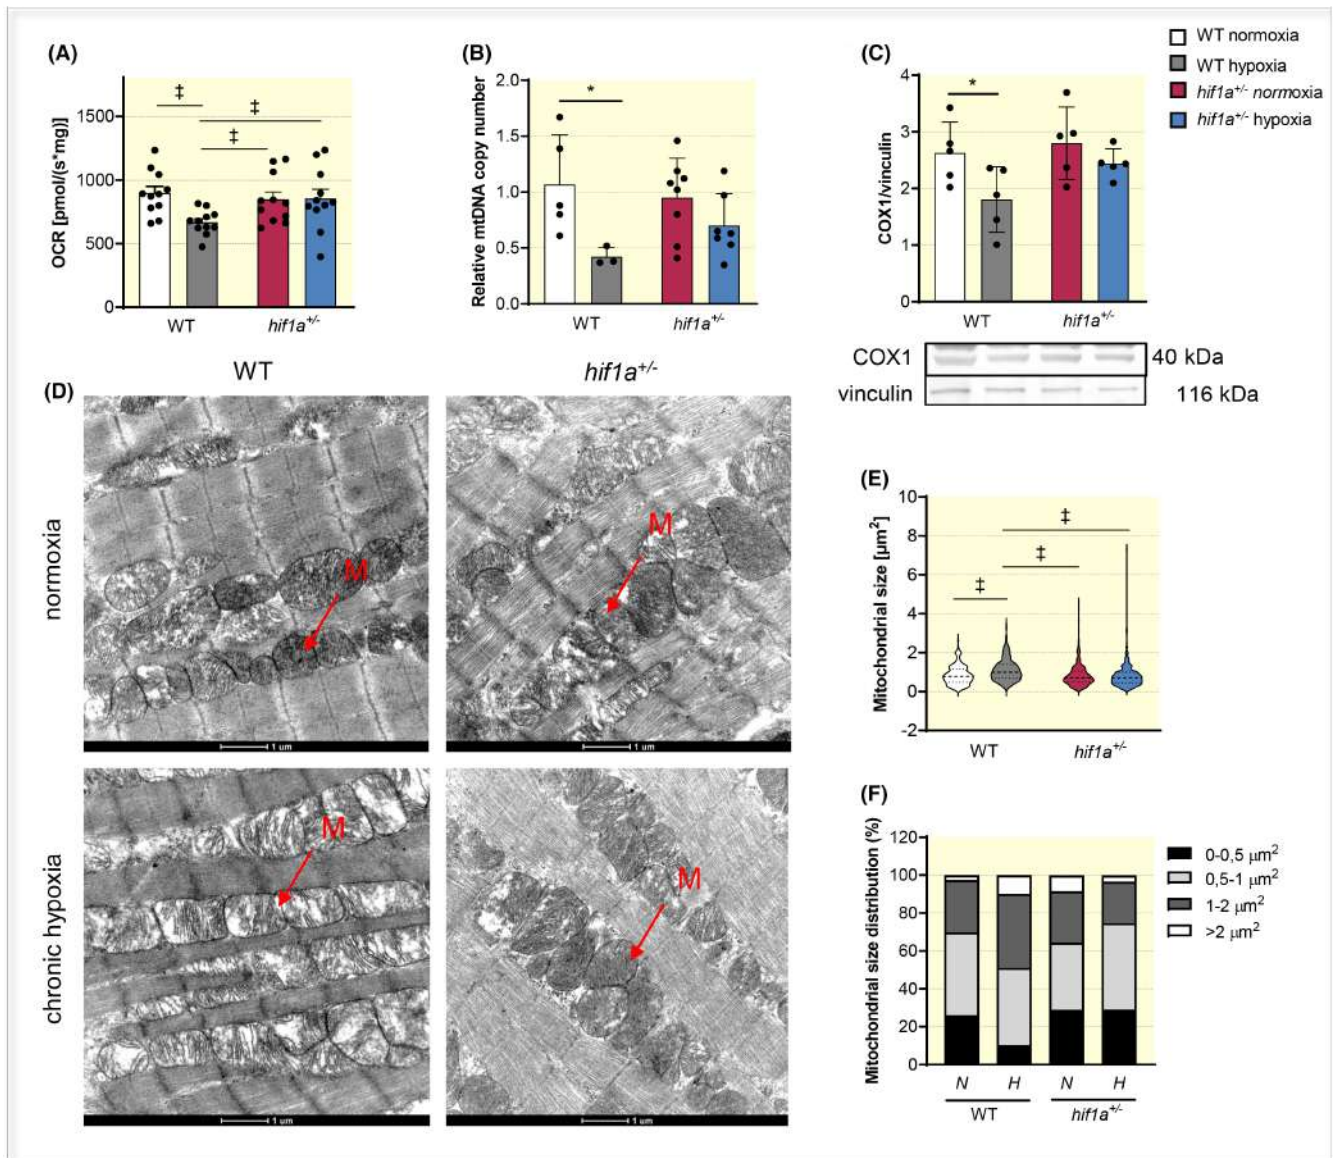 (A)
‡
‡
‡
OCR [pmol/(s*mg)]
1500
1000
500
0
WT
hif1a+/-
(B)
*
Relative mtDNA copy number
2.0
1.5
1.0
0.5
0.0
WT
hif1a+/-
(C)
*
COX1/vinculin
4
3
2
1
0
WT
hif1a+/-
WT normoxia
WT hypoxia
hif1a+/- normoxia
hif1a+/- hypoxia
COX1
40 kDa
vinculin
116 kDa
(D)
WT
hif1a+/-
normoxia
M
1 um
M
1 um
chronic hypoxia
M
1 um
M
1 um
(E)
‡
‡
‡
Mitochondrial size [µm2]
10
8
6
4
2
0
-2
WT
hif1a+/-
(F)
Mitochondrial size distribution (%)
120
100
80
60
40
20
0
N H N H
WT
hif1a+/-
0-0,5 µm2
0,5-1 µm2
1-2 µm2
>2 µm2